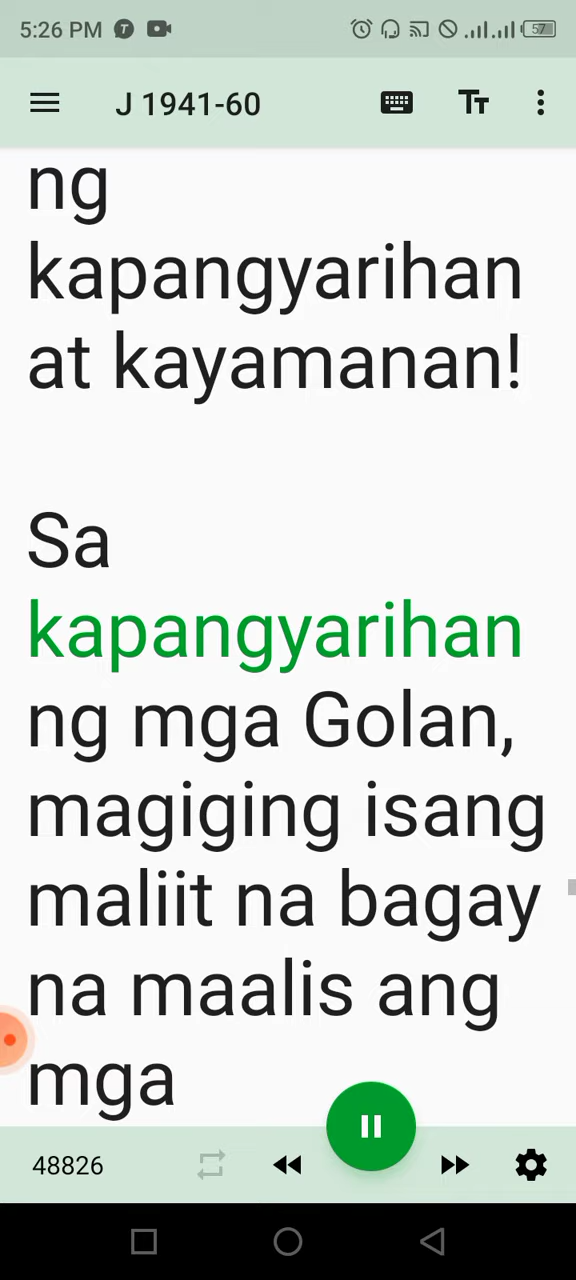 5:26 PM
57
J 1941-60
ng
kapangyarihan
at kayamanan!
Sa
kapangyarihan
ng mga Golan,
magiging isang
maliit na bagay
na maalis ang
mga
48826